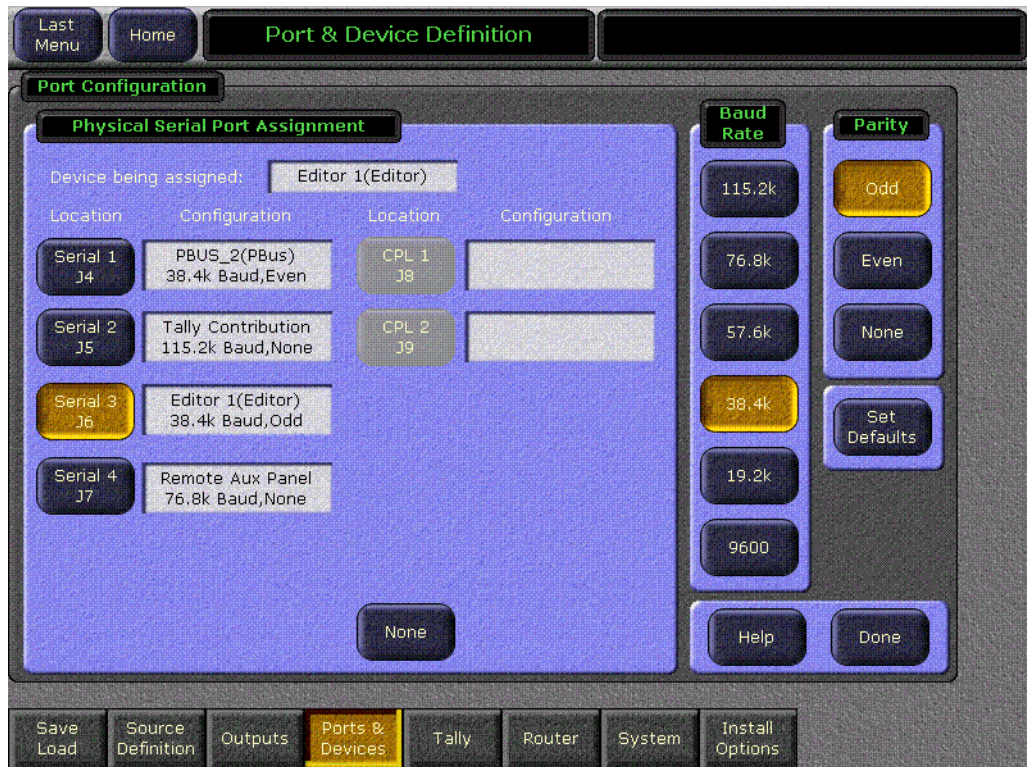 Last
Menu
Home
Port & Device Definition
Port Configuration
Physical Serial Port Assignment
Device being assigned: Editor 1(Editor)
Location Configuration Location Configuration
Serial 1
J4
PBUS_2(PBus)
38.4k Baud,Even
CPL 1
J8
Serial 2
J5
Tally Contribution
115.2k Baud,None
CPL 2
J9
Serial 3
J6
Editor 1(Editor)
38.4k Baud,Odd
Serial 4
J7
Remote Aux Panel
76.8k Baud,None
None
Baud
Rate
115.2k
76.8k
57.6k
38.4k
19.2k
9600
Parity
Odd
Even
None
Set
Defaults
Help
Done
Save
Load
Source
Definition
Outputs
Ports &
Devices
Tally
Router
System
Install
Options